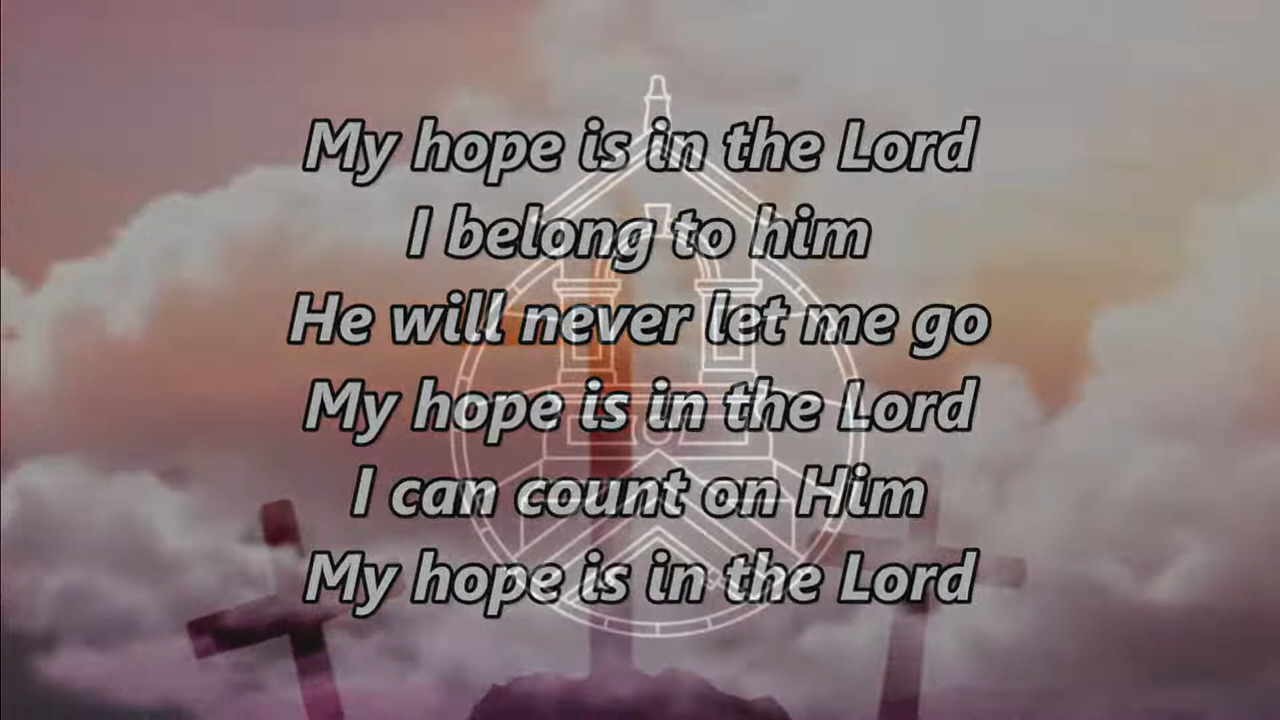 My hope is in the Lord
I belong to him
He will never let me go
My hope is in the Lord
I can count on Him
My hope is in the Lord